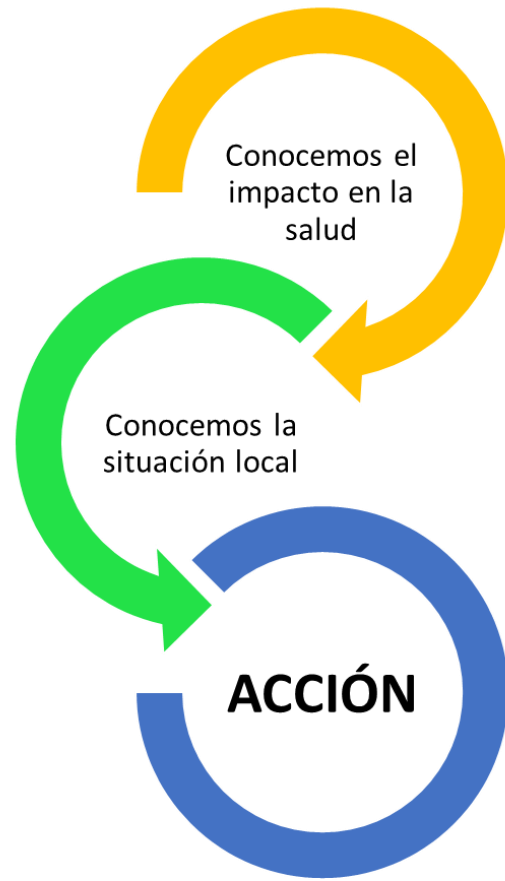 Conocemos el
impacto en la
salud
Conocemos la
situación local
ACCIÓN